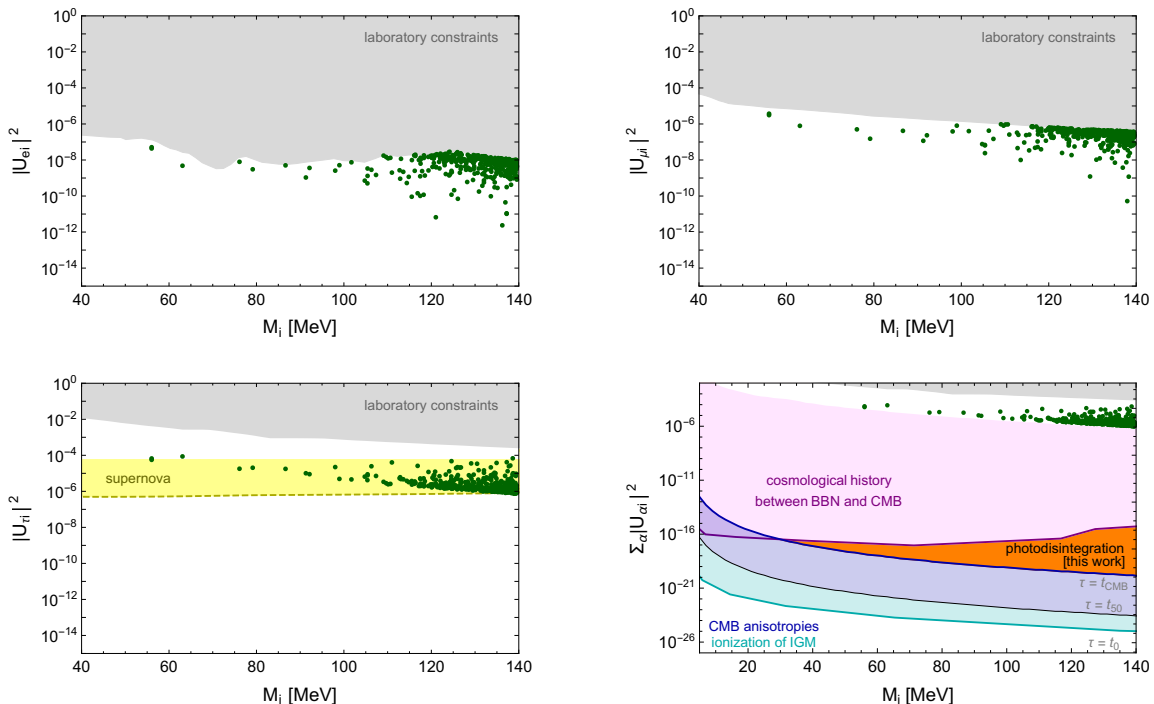 laboratory constraints
10^0
10^-2
10^-4
10^-6
10^-8
10^-10
10^-12
10^-14
|U_ei|^2
40 60 80 100 120 140
M_i [MeV]
laboratory constraints
10^0
10^-2
10^-4
10^-6
10^-8
10^-10
10^-12
10^-14
|U_μi|^2
40 60 80 100 120 140
M_i [MeV]
laboratory constraints
supernova
10^0
10^-2
10^-4
10^-6
10^-8
10^-10
10^-12
10^-14
|U_τi|^2
40 60 80 100 120 140
M_i [MeV]
10^-6
10^-11
10^-16
10^-21
10^-26
Σ_α|U_αi|^2
cosmological history
between BBN and CMB
photodisintegration
[this work]
τ = t_CMB
τ = t_50
CMB anisotropies
ionization of IGM
τ = t_0
20 40 60 80 100 120 140
M_i [MeV]